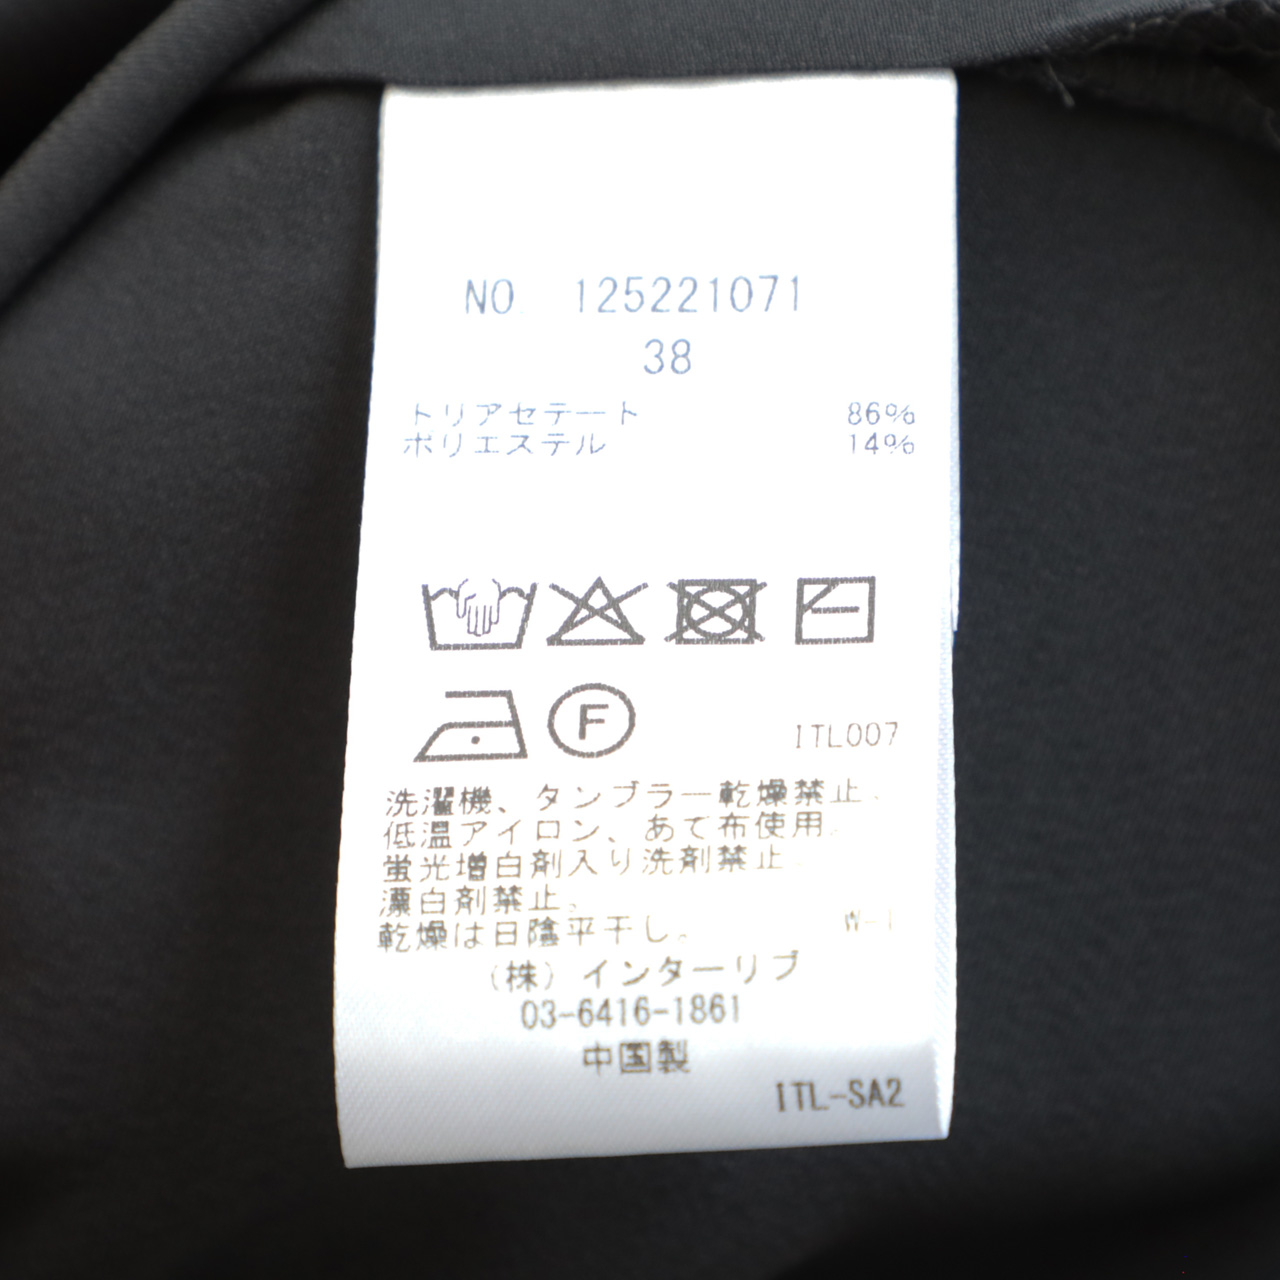 NO. 125221071
38
トリアセテート 86%
ポリエステル 14%
F
ITL007
洗濯機、タンブラー乾燥禁止。
低温アイロン、あて布使用。
蛍光増白剤入り洗剤禁止。
漂白剤禁止。
乾燥は日陰平干し。 W-1
(株)インターリブ
03-6416-1861
中国製
ITL-SA2